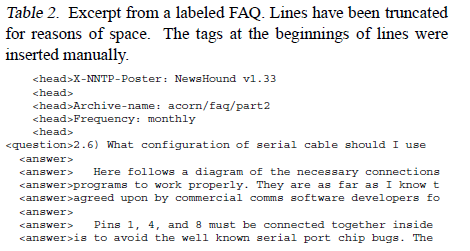 Table 2. Excerpt from a labeled FAQ. Lines have been truncated
for reasons of space. The tags at the beginnings of lines were
inserted manually.
<head>X-NNTP-Poster: NewsHound v1.33
<head>
<head>Archive-name: acorn/faq/part2
<head>Frequency: monthly
<head>
<question>2.6) What configuration of serial cable should I use
<answer>
<answer>   Here follows a diagram of the necessary connections
<answer>programs to work properly. They are as far as I know t
<answer>agreed upon by commercial comms software developers fo
<answer>
<answer>   Pins 1, 4, and 8 must be connected together inside
<answer>is to avoid the well known serial port chip bugs. The